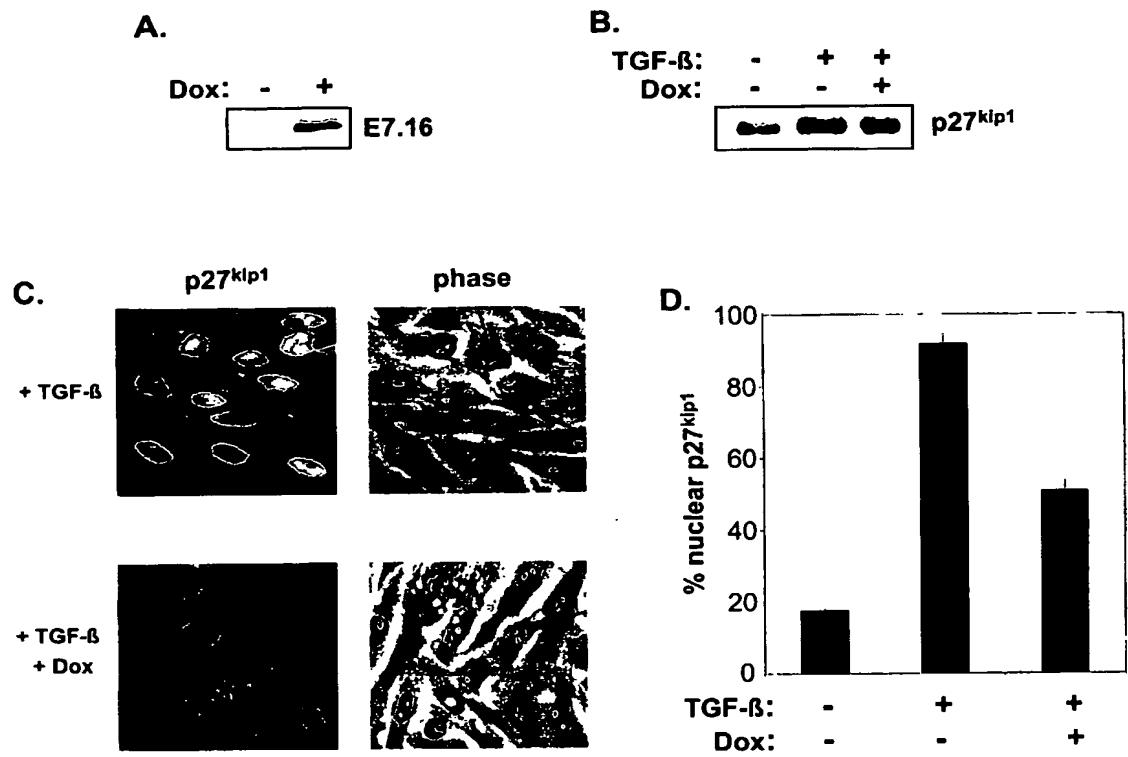 A.
Dox: - +
E7.16
B.
TGF-ß: - + +
Dox: - - +
p27kip1
C.
p27kip1 phase
+ TGF-ß
+ TGF-ß
+ Dox
D.
% nuclear p27kip1
100
80
60
40
20
0
TGF-ß: - + +
Dox: - - +